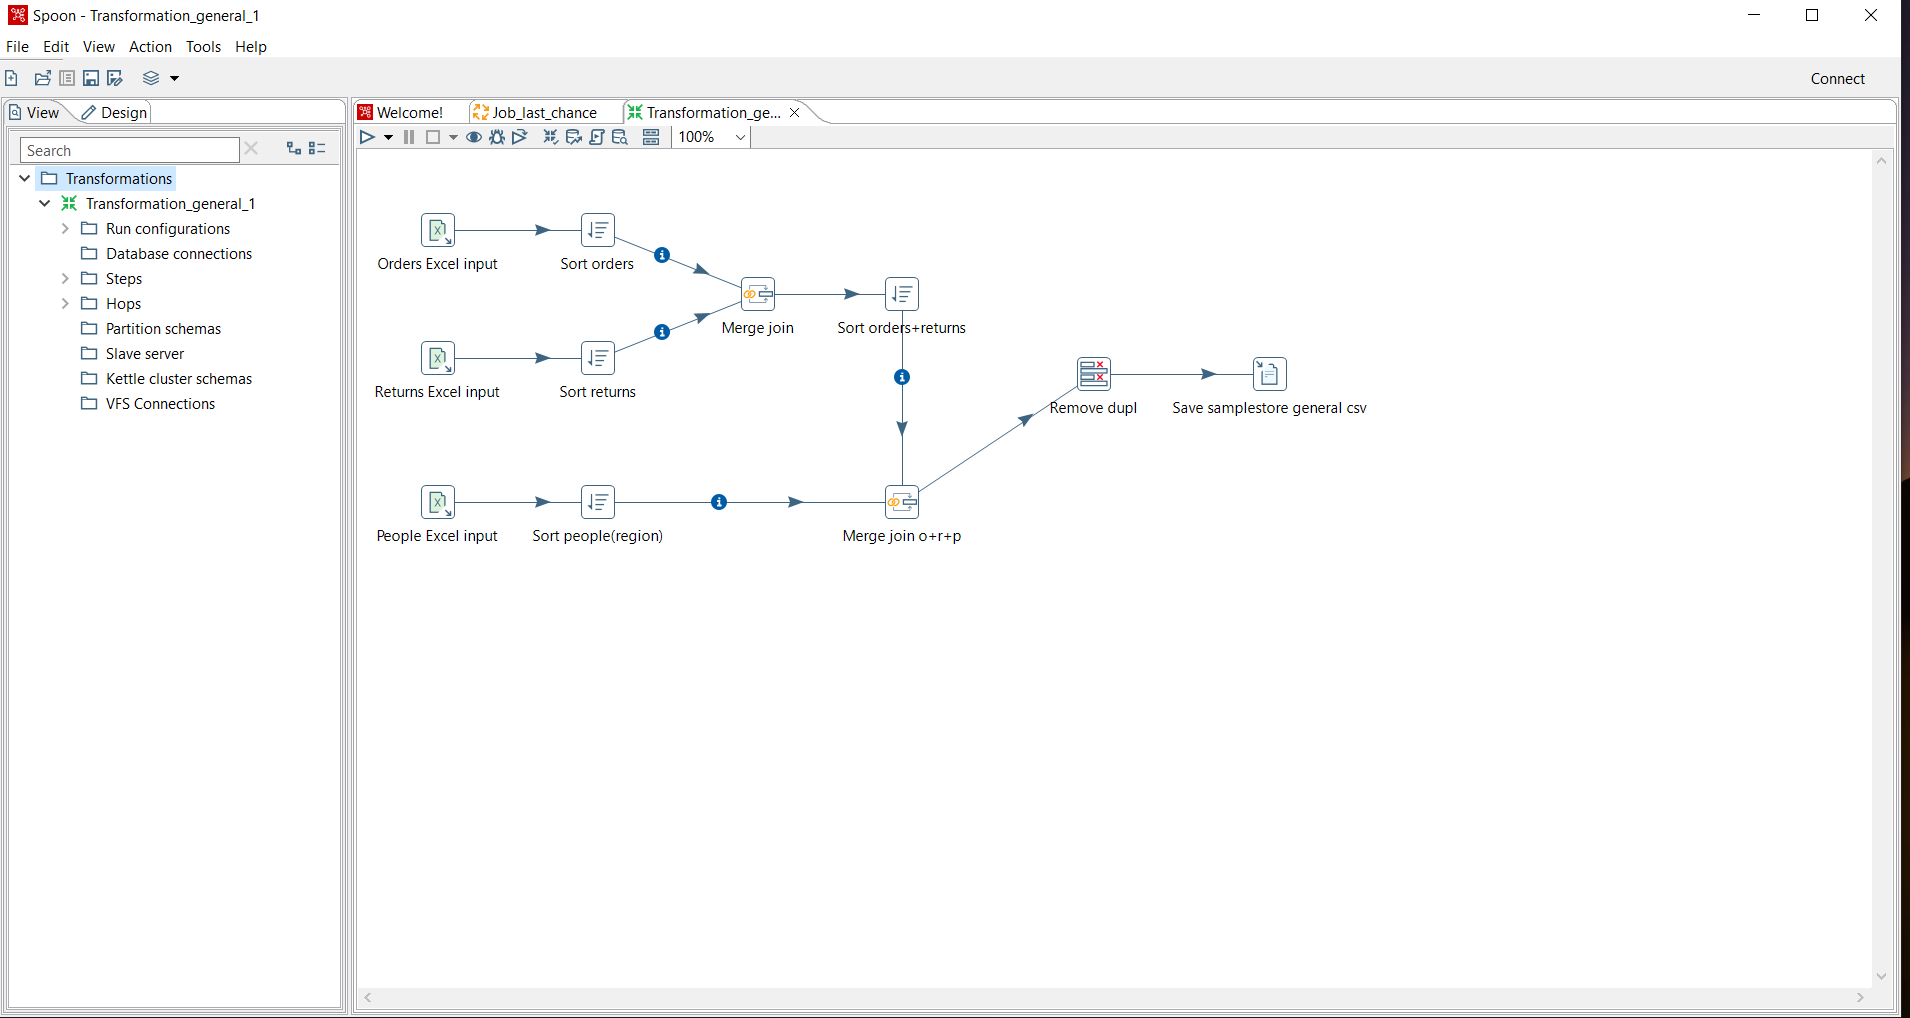 Spoon - Transformation_general_1
File Edit View Action Tools Help
Connect
View Design
Welcome! Job_last_chance Transformation_ge...
100%
Search
Transformations
Transformation_general_1
Run configurations
Database connections
Steps
Hops
Partition schemas
Slave server
Kettle cluster schemas
VFS Connections
Orders Excel input Sort orders
Merge join Sort orders+returns
Returns Excel input Sort returns
Remove dupl Save samplestore general csv
People Excel input Sort people(region) Merge join o+r+p